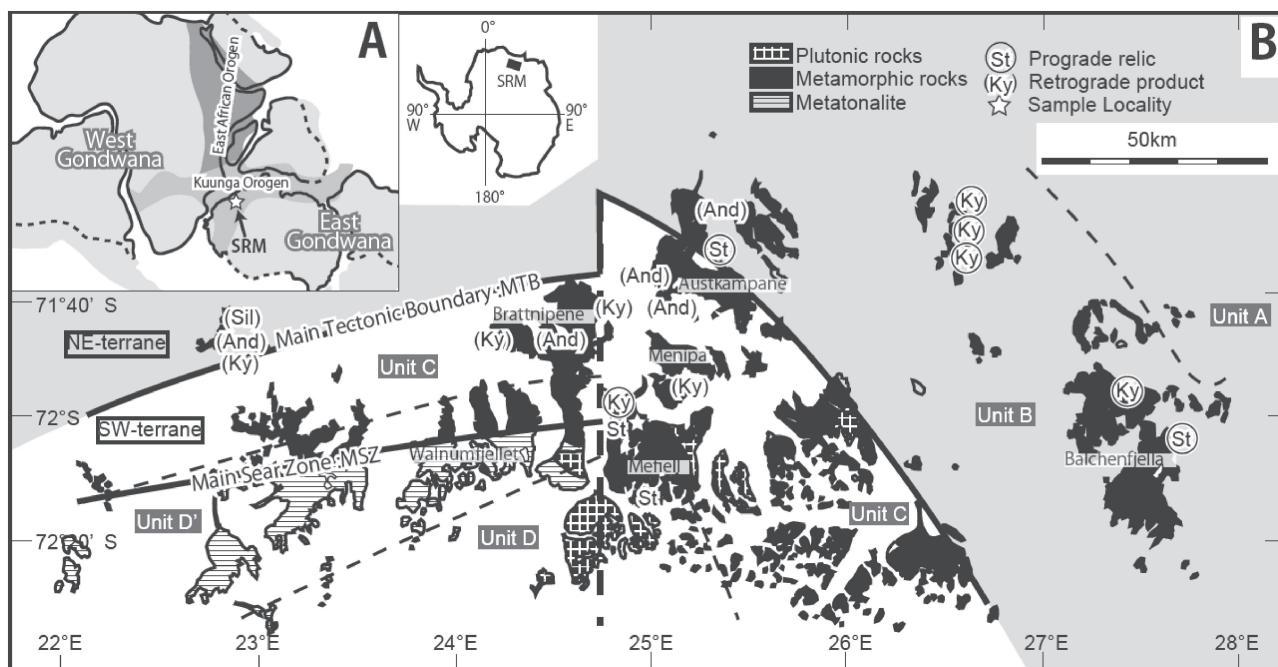 A
East African Orogen
West
Gondwana
Kuunga Orogen
SRM
East
Gondwana
0°
SRM
90°
W
90°
E
180°
B
Plutonic rocks
Metamorphic rocks
Metatonalite
St Prograde relic
(Ky) Retrograde product
Sample Locality
50km
Ky
Ky
Ky
(And)
St
(And)
Austkampane
71°40' S
(Sil)
Main Tectonic Boundary :MTB
Brattnipene
(Ky)
(And)
Unit A
NE-terrane
(And)
(Ky)
(Ky)
(And)
Menipa
Unit C
(Ky)
Ky
Ky
72°S
SW-terrane
St
Unit B
St
Walnumfjellet
Mefjell
Balchenfjella
Main Sear Zone :MSZ
St
Unit D'
Unit D
Unit C
S
22°E
23°E
24°E
25°E
26°E
27°E
28°E